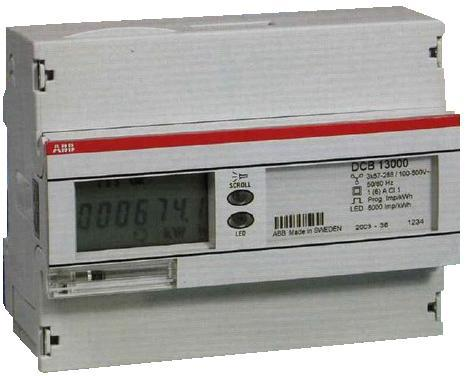 ABB
DCB 13000
3x57-288 / 100-500V~
50/60 Hz
SCROLL
1 (6) A Cl 1
Prog. Imp/kWh
LED 5000 Imp/kWh
000674.1
kW
LED
ABB Made in SWEDEN
2003 - 36 1234